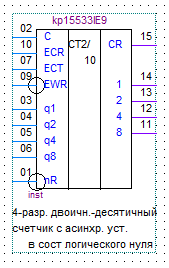 kp15533IE9
02 C CT2/ CR 15
10 ECR 10
07 ECT
09 EWR 1 14
03 q1 2 13
04 q2 4 12
05 q4 8 11
06 q8
01 nR
inst
4-разр. двоичн.-десятичный
счетчик с асинхр. уст.
в сост логического нуля